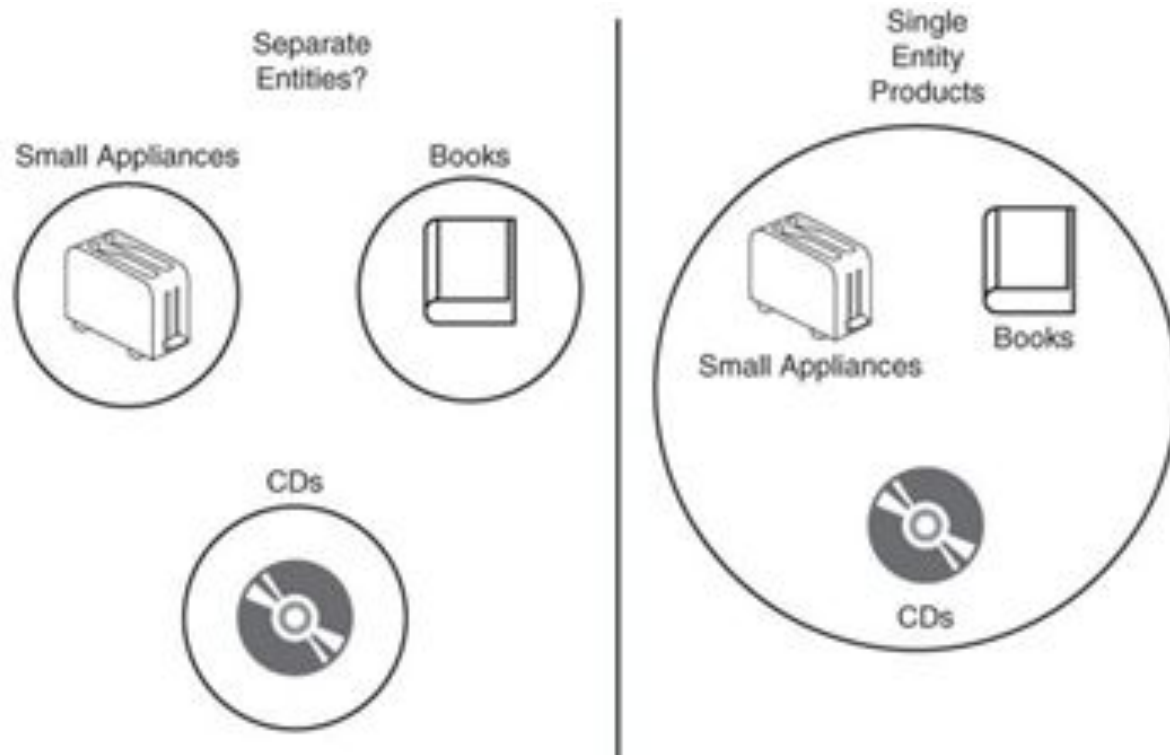 Separate
Entities?
Small Appliances
Books
CDs
Single
Entity
Products
Small Appliances
Books
CDs